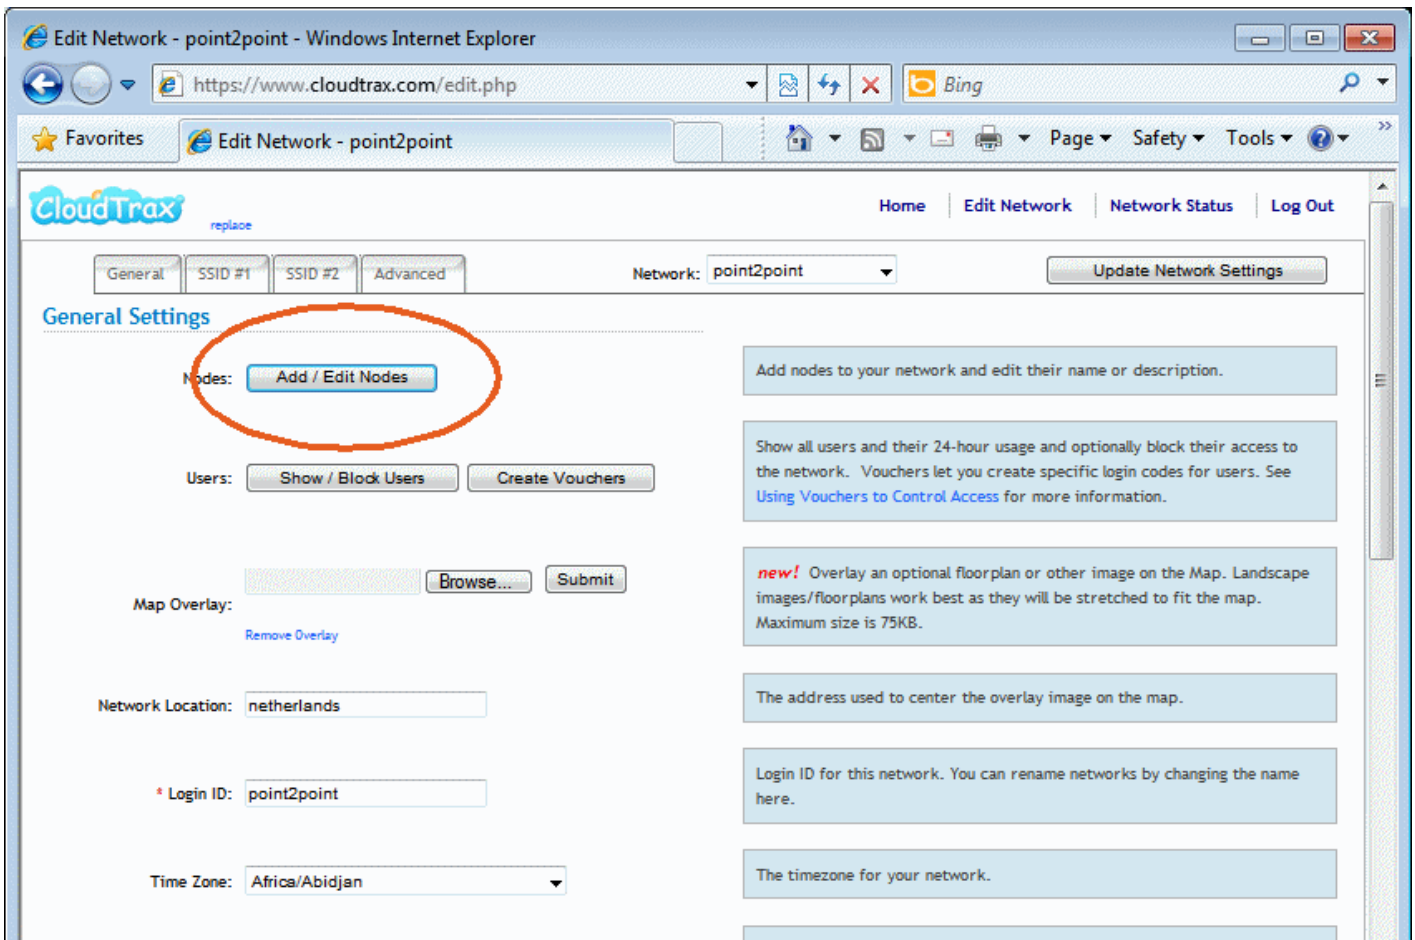 Edit Network - point2point - Windows Internet Explorer
https://www.cloudtrax.com/edit.php
Bing
Favorites
Edit Network - point2point
Page
Safety
Tools
CloudTrax
replace
Home
Edit Network
Network Status
Log Out
General
SSID #1
SSID #2
Advanced
Network: point2point
Update Network Settings
General Settings
Nodes: Add / Edit Nodes
Add nodes to your network and edit their name or description.
Users: Show / Block Users Create Vouchers
Show all users and their 24-hour usage and optionally block their access to
the network. Vouchers let you create specific login codes for users. See
Using Vouchers to Control Access for more information.
Browse... Submit
Map Overlay:
Remove Overlay
new! Overlay an optional floorplan or other image on the Map. Landscape
images/floorplans work best as they will be stretched to fit the map.
Maximum size is 75KB.
Network Location: netherlands
The address used to center the overlay image on the map.
* Login ID: point2point
Login ID for this network. You can rename networks by changing the name
here.
Time Zone: Africa/Abidjan
The timezone for your network.